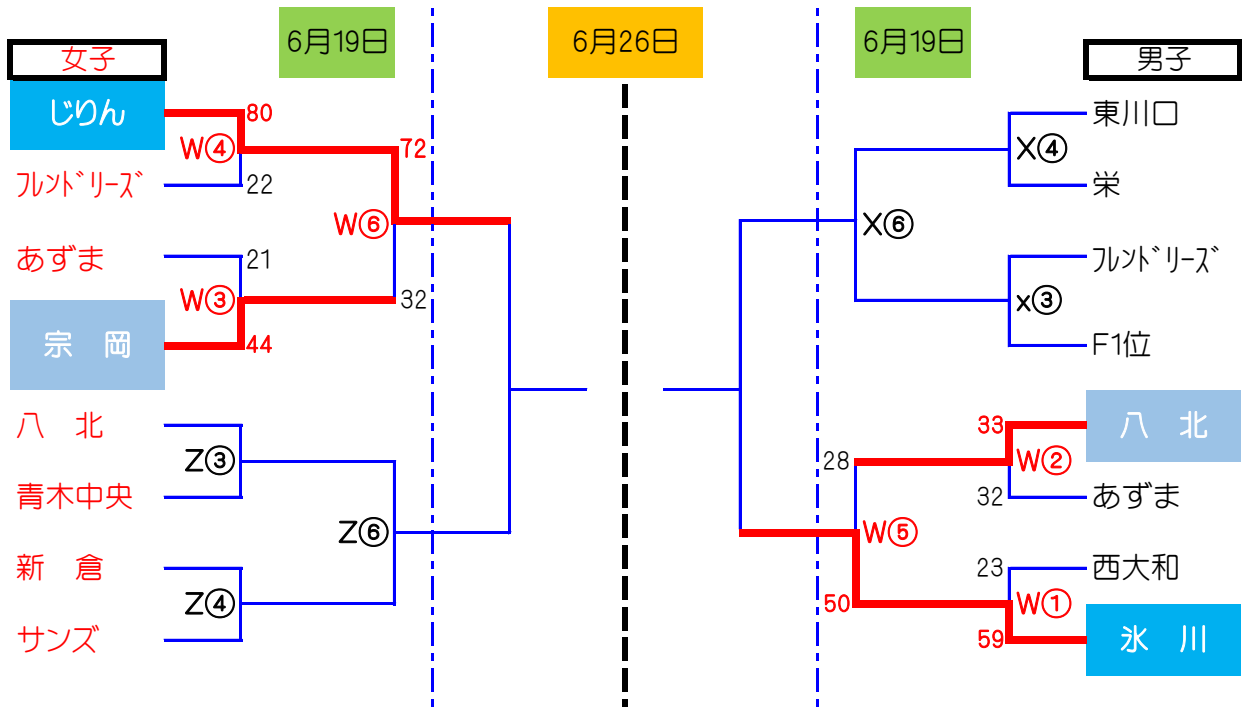 6月19日
6月26日
6月19日
女子
男子
じりん
80
W④
72
フレンドリーズ
22
W⑥
あずま
21
W③
32
宗　岡
44
八　北
Z③
青木中央
Z⑥
新　倉
Z④
サンズ
東川口
X④
栄
X⑥
フレンドリーズ
x③
F1位
33
八　北
28
W②
32
あずま
W⑤
23
西大和
50
W①
59
氷　川